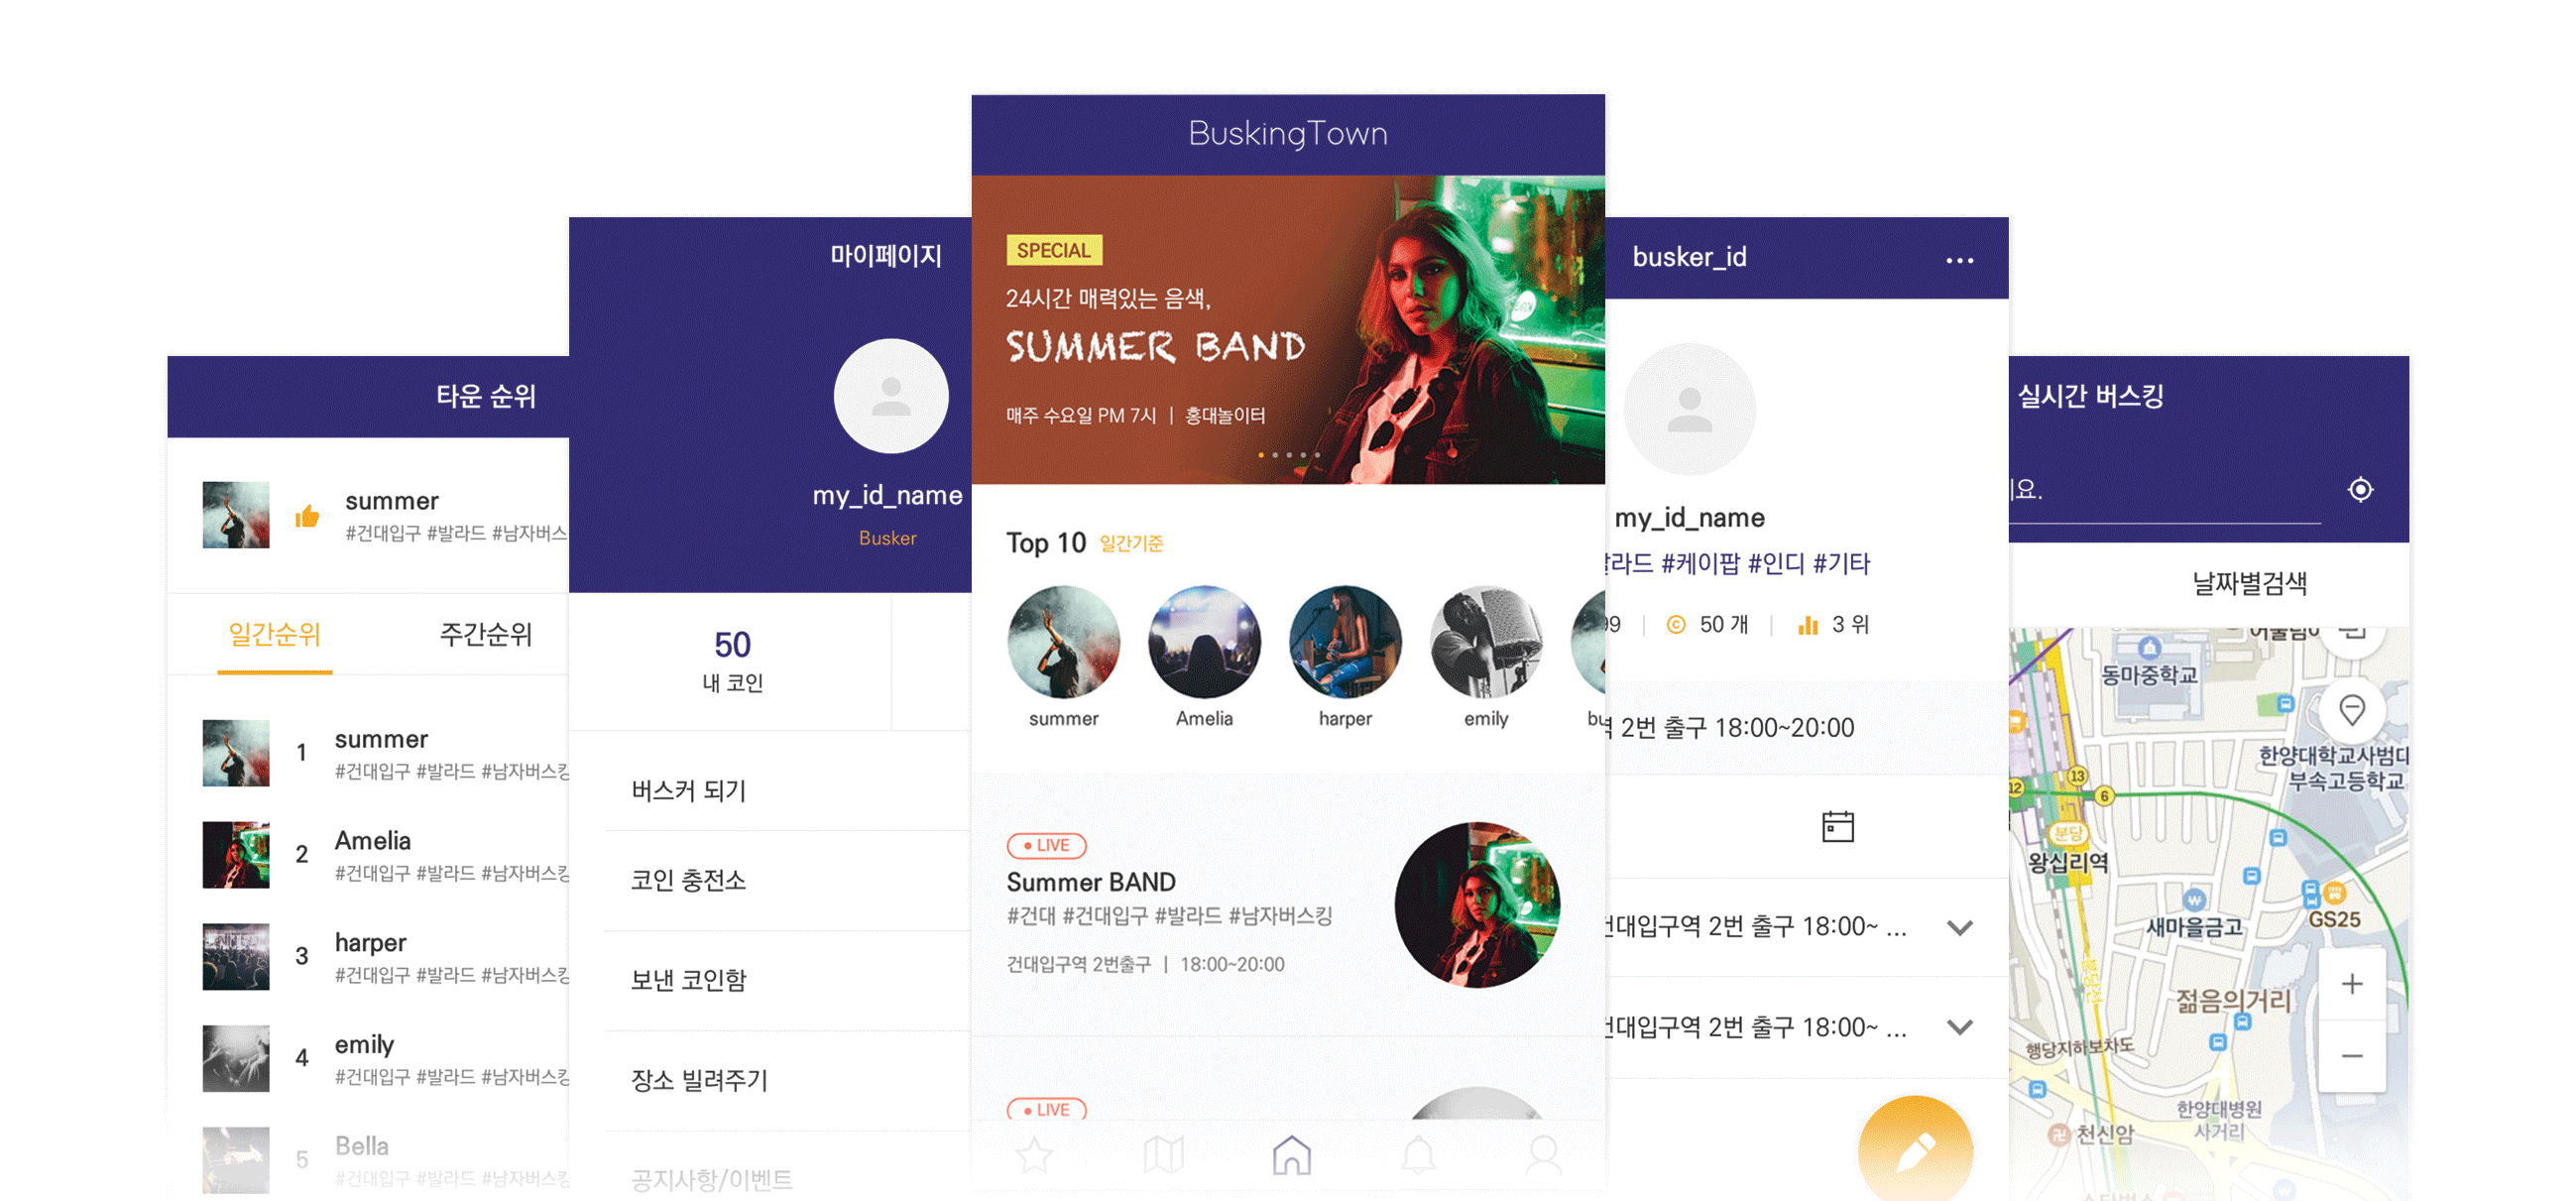 타운 순위
summer
#건대입구 #발라드 #남자버스
일간순위
주간순위
1
summer
#건대입구 #발라드 #남자버스킹
2
Amelia
#건대입구 #발라드 #남자버스킹
3
harper
#건대입구 #발라드 #남자버스킹
4
emily
#건대입구 #발라드 #남자버스킹
5
Bella
#건대입구 #발라드 #남자버스킹
마이페이지
my_id_name
Busker
50
내 코인
버스커 되기
코인 충전소
보낸 코인함
장소 빌려주기
공지사항/이벤트
BuskingTown
SPECIAL
24시간 매력있는 음색,
SUMMER BAND
매주 수요일 PM 7시 | 홍대놀이터
Top 10 일간기준
summer
Amelia
harper
emily
bu
LIVE
Summer BAND
#건대 #건대입구 #발라드 #남자버스킹
건대입구역 2번출구 | 18:00~20:00
LIVE
busker_id
my_id_name
발라드 #케이팝 #인디 #기타
99 | 50 개 | 3 위
2번 출구 18:00~20:00
건대입구역 2번 출구 18:00~ ...
건대입구역 2번 출구 18:00~ ...
실시간 버스킹
요.
날짜별검색
동마중학교
한양대학교사범대
부속고등학교
12
13
6
분당
왕십리역
새마을금고
GS25
분당선
젊음의거리
행당지하보차도
한양대병원
사거리
천신암